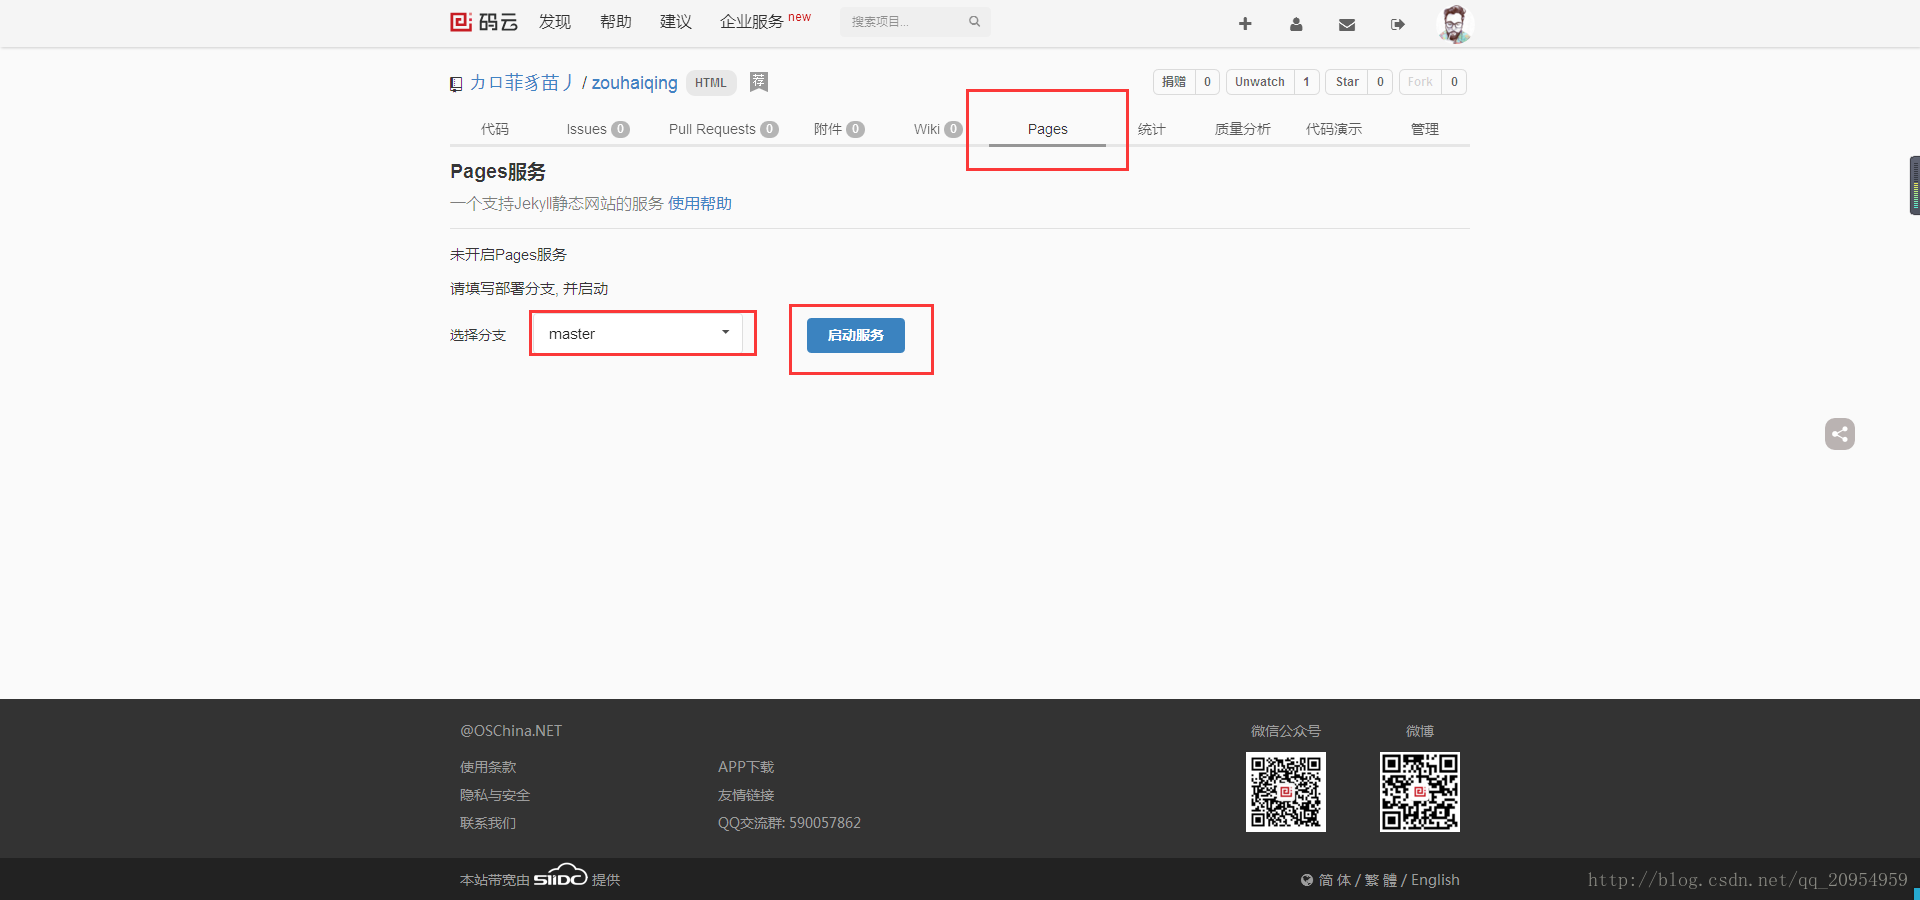 码云 发现 帮助 建议 企业服务 new 搜索项目...
力口菲豸苗丿 / zouhaiqing HTML 荐 捐赠 0 Unwatch 1 Star 0 Fork 0
代码 Issues 0 Pull Requests 0 附件 0 Wiki 0 Pages 统计 质量分析 代码演示 管理
Pages服务
一个支持Jekyll静态网站的服务 使用帮助
未开启Pages服务
请填写部署分支, 并启动
选择分支 master 启动服务
@OSChina.NET 微信公众号 微博
使用条款 APP下载
隐私与安全 友情链接
联系我们 QQ交流群: 590057862
本站带宽由 SIIDC 提供 简 体 / 繁 體 / English
http://blog.csdn.net/qq_20954959